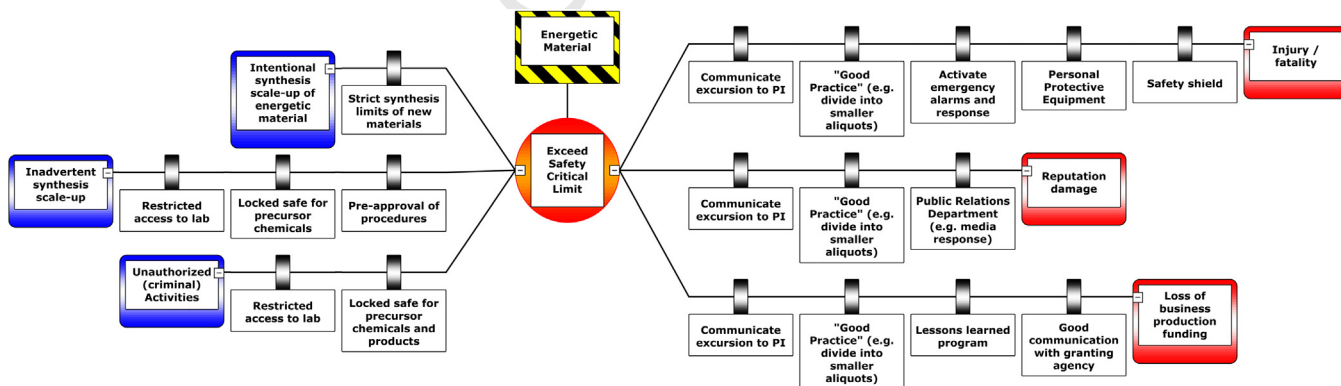 Energetic
Material
Exceed
Safety
Critical
Limit
Intentional
synthesis
scale-up of
energetic
material
Strict synthesis
limits of new
materials
Inadvertent
synthesis
scale-up
Restricted
access to lab
Locked safe for
precursor
chemicals
Pre-approval of
procedures
Unauthorized
(criminal)
Activities
Restricted
access to lab
Locked safe for
precursor
chemicals and
products
Communicate
excursion to PI
"Good
Practice" (e.g.
divide into
smaller
aliquots)
Activate
emergency
alarms and
response
Personal
Protective
Equipment
Safety shield
Injury /
fatality
Communicate
excursion to PI
"Good
Practice" (e.g.
divide into
smaller
aliquots)
Public Relations
Department
(e.g. media
response)
Reputation
damage
Communicate
excursion to PI
"Good
Practice" (e.g.
divide into
smaller
aliquots)
Lessons learned
program
Good
communication
with granting
agency
Loss of
business
production
funding